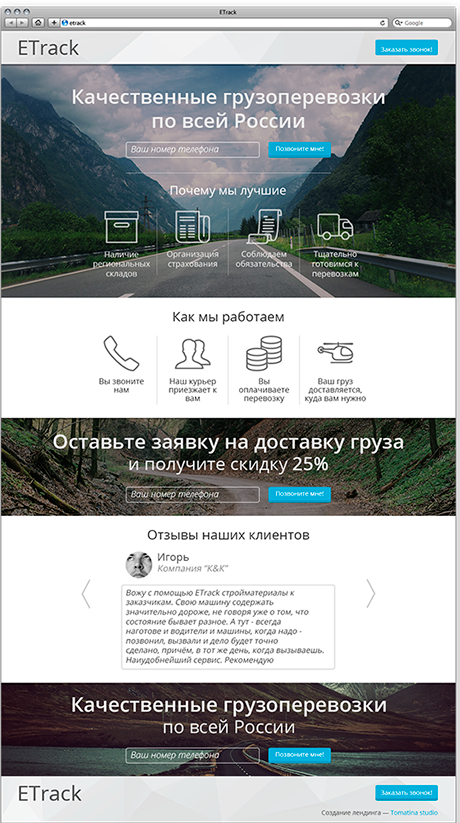 ETrack
etrack
Google
ETrack
Заказать звонок!
Качественные грузоперевозки
по всей России
Ваш номер телефона
Позвоните мне!
Почему мы лучшие
Наличие
региональных
складов
Организация
страхования
Соблюдаем
обязательства
Тщательно
готовимся к
перевозкам
Как мы работаем
Вы звоните
нам
Наш курьер
приезжает к
вам
Вы
оплачиваете
перевозку
Ваш груз
доставляется,
куда вам нужно
Оставьте заявку на доставку груза
и получите скидку 25%
Ваш номер телефона
Позвоните мне!
Отзывы наших клиентов
Игорь
Компания “К&К”
Вожу с помощью ETrack стройматериалы к
заказчикам. Свою машину содержать
значительно дороже, не говоря уже о том, что
состояние бывает разное. А тут - всегда
наготове и водители и машины, когда надо -
позвонил, вызвали и дело будет точно
сделано, причём, в тот же день, когда вызываешь.
Наиудобнейший сервис. Рекомендую
Качественные грузоперевозки
по всей России
Ваш номер телефона
Позвоните мне!
ETrack
Заказать звонок!
Создание лендинга — Tomatina studio